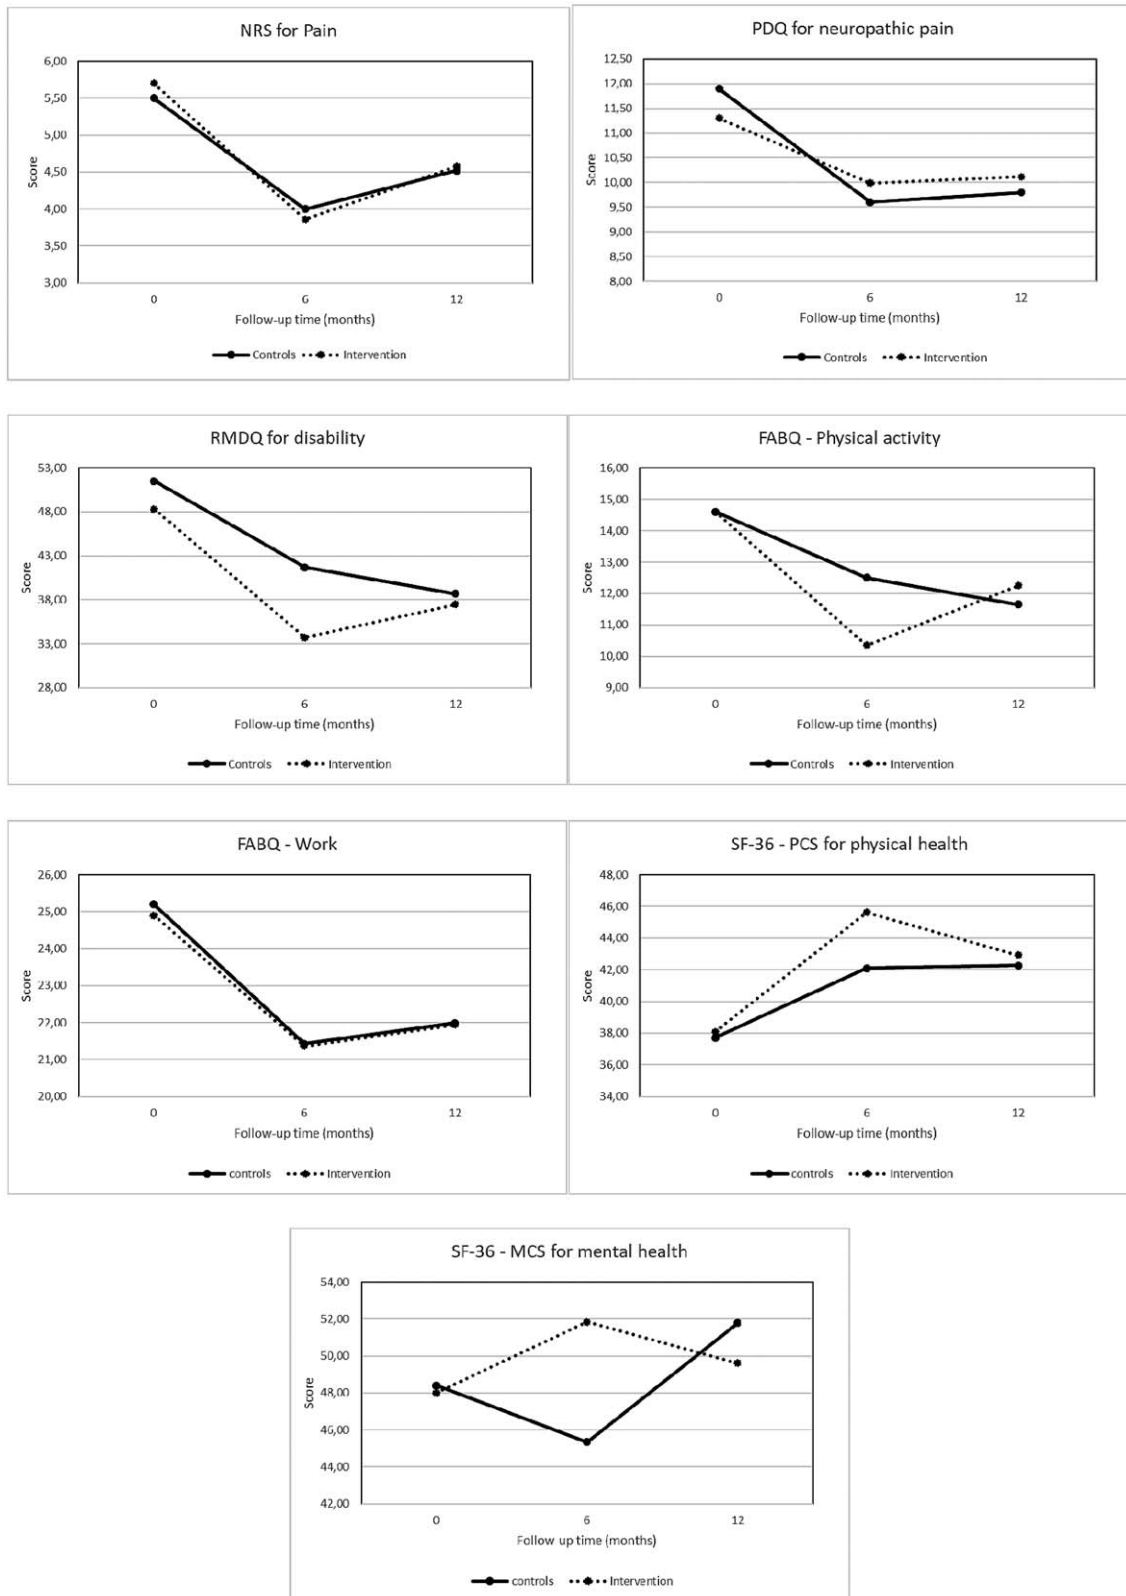 NRS for Pain
6,00
5,50
5,00
4,50
4,00
3,50
3,00
Score
0
6
12
Follow-up time (months)
Controls
Intervention
PDQ for neuropathic pain
12,50
12,00
11,50
11,00
10,50
10,00
9,50
9,00
8,50
8,00
Score
0
6
12
Follow-up time (months)
Controls
Intervention
RMDQ for disability
53,00
48,00
43,00
38,00
33,00
28,00
Score
0
6
12
Follow-up time (months)
Controls
Intervention
FABQ - Physical activity
16,00
15,00
14,00
13,00
12,00
11,00
10,00
9,00
Score
0
6
12
Follow-up time (months)
Controls
Intervention
FABQ - Work
26,00
25,00
24,00
23,00
22,00
21,00
20,00
Score
0
6
12
Follow-up time (months)
controls
Intervention
SF-36 - PCS for physical health
48,00
46,00
44,00
42,00
40,00
38,00
36,00
34,00
Score
0
6
12
Follow-up time (months)
controls
Intervention
SF-36 - MCS for mental health
54,00
52,00
50,00
48,00
46,00
44,00
42,00
Score
0
6
12
Follow-up time (months)
controls
Intervention